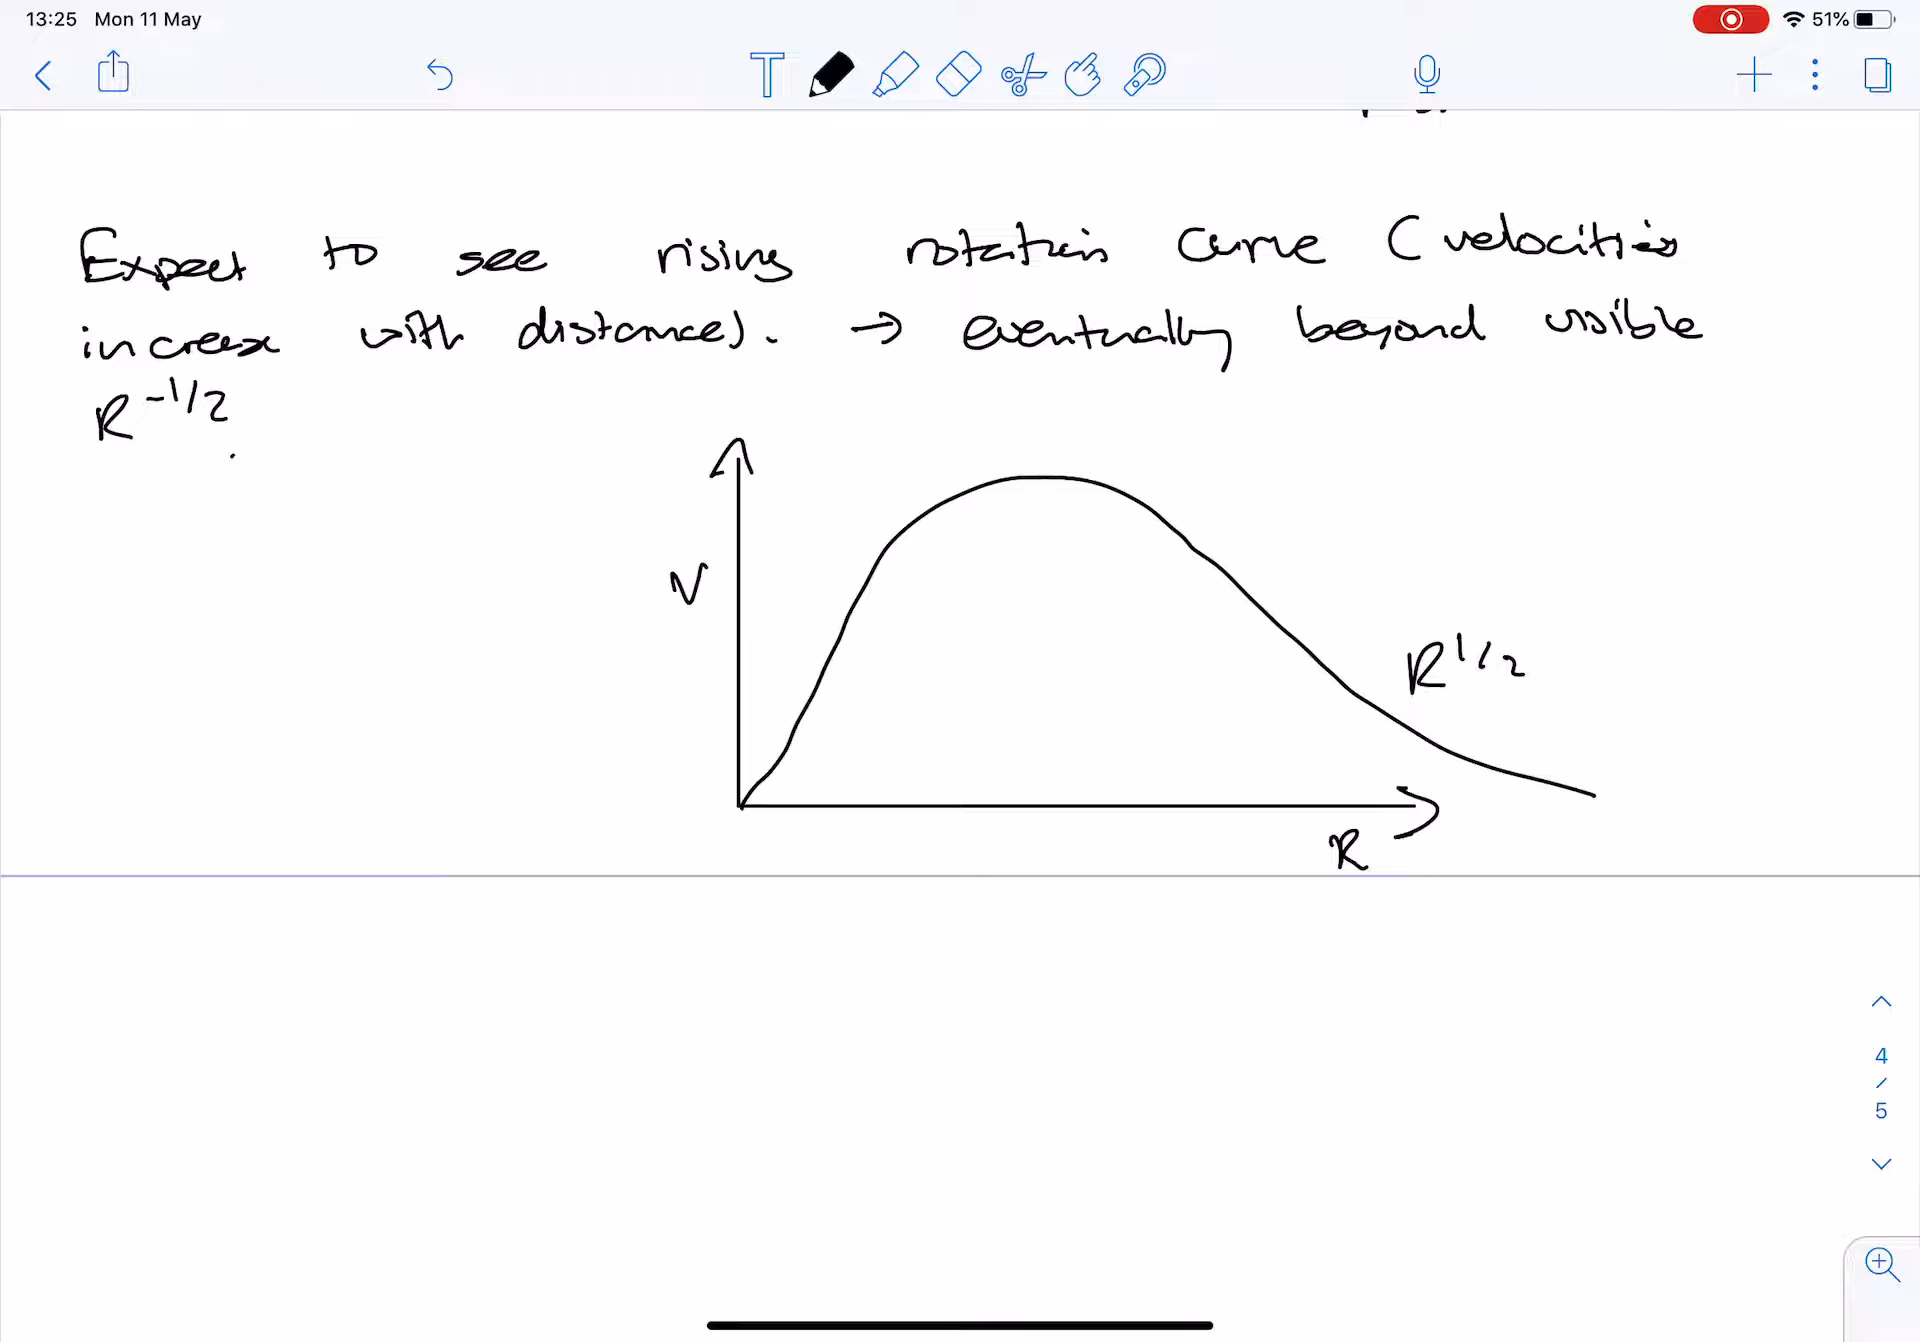 13:25 Mon 11 May
51%
Expect to see rising rotation curve (velocities
increase with distance). → eventually beyond visible
R^-1/2
V
R^1/2
R
4
/
5